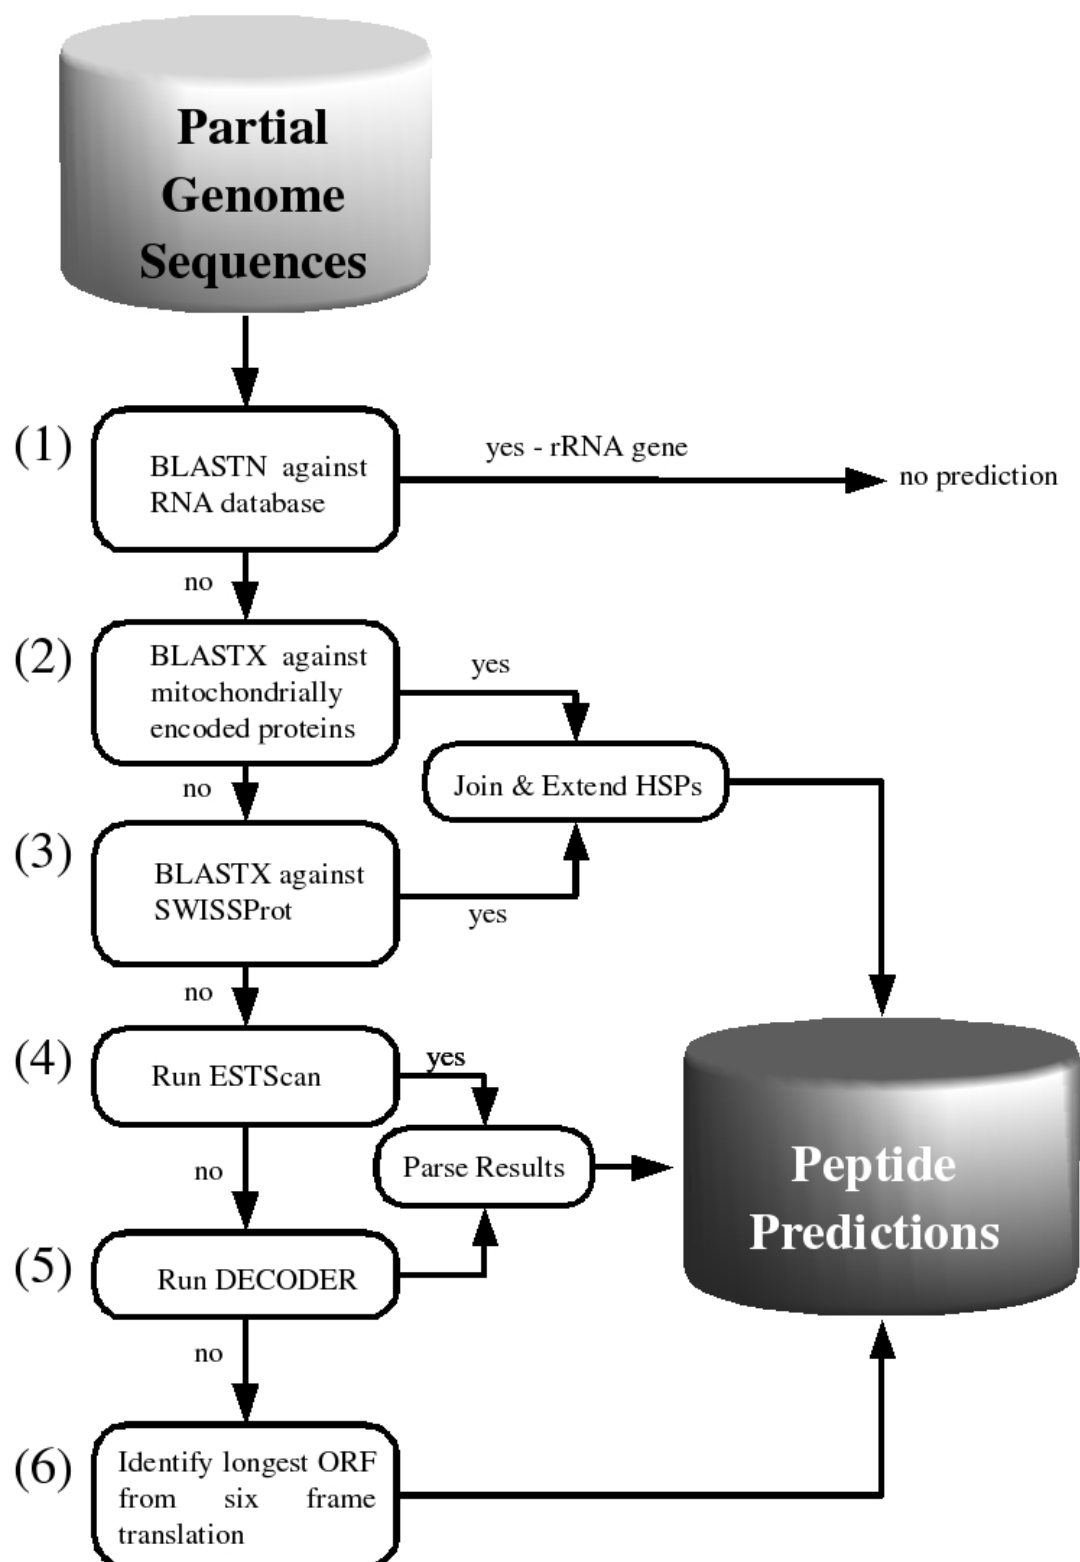 Partial
Genome
Sequences
(1)
BLASTN against
RNA database
yes - rRNA gene
no prediction
no
(2)
BLASTX against
mitochondrially
encoded proteins
yes
Join & Extend HSPs
no
(3)
BLASTX against
SWISSProt
yes
no
(4)
Run ESTScan
yes
Parse Results
no
Peptide
Predictions
(5)
Run DECODER
no
(6)
Identify longest ORF
from six frame
translation